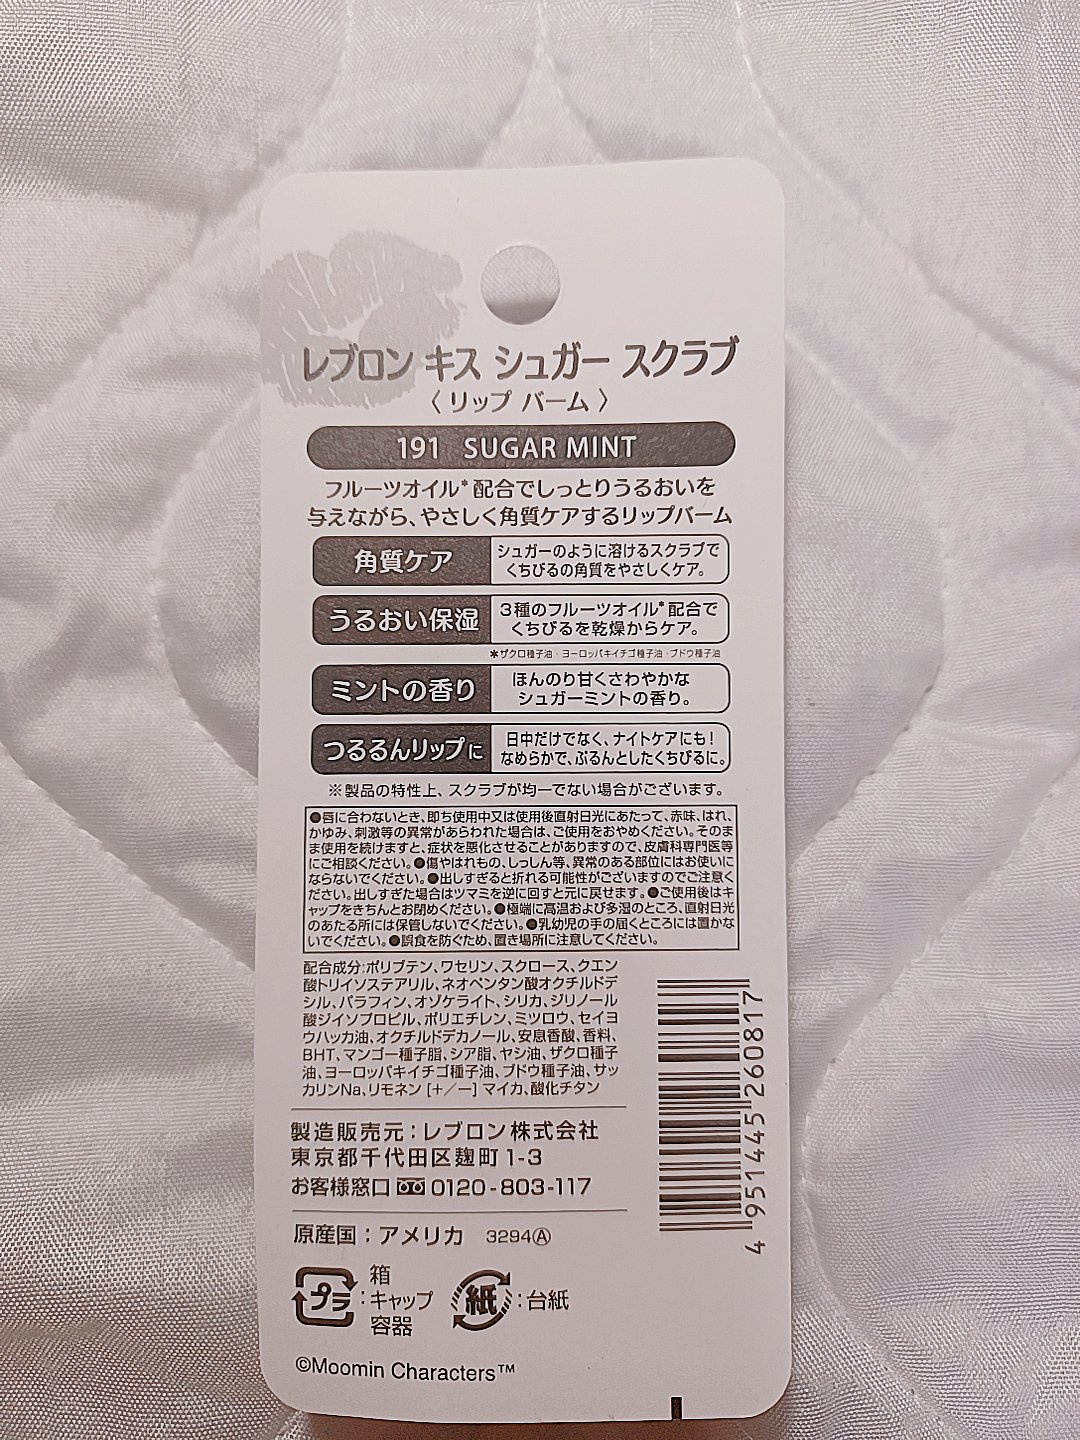 レブロン キス シュガー スクラブ
〈リップ バーム〉
191 SUGAR MINT
フルーツオイル*配合でしっとりうるおいを
与えながら、やさしく角質ケアするリップバーム
角質ケア
シュガーのように溶けるスクラブで
くちびるの角質をやさしくケア。
うるおい保湿
3種のフルーツオイル*配合で
くちびるを乾燥からケア。
*ザクロ種子油・ヨーロッパキイチゴ種子油・ブドウ種子油
ミントの香り
ほんのり甘くさわやかな
シュガーミントの香り。
つるるんリップに
日中だけでなく、ナイトケアにも!
なめらかで、ぷるんとしたくちびるに。
※製品の特性上、スクラブが均一でない場合がございます。
●唇に合わないとき、即ち使用中又は使用後直射日光にあたって、赤味、はれ、
かゆみ、刺激等の異常があらわれた場合は、ご使用をおやめください。そのま
ま使用を続けますと、症状を悪化させることがありますので、皮膚科専門医等
にご相談ください。●傷やはれもの、しっしん等、異常のある部位にはお使いに
ならないでください。●出しすぎると折れる可能性がございますのでご注意く
ださい。出しすぎた場合はツマミを逆に回すと元に戻せます。●ご使用後はキ
ャップをきちんとお閉めください。●極端に高温および多湿のところ、直射日光
のあたる所には保管しないでください。●乳幼児の手の届くところには置かな
いでください。●誤食を防ぐため、置き場所に注意してください。
配合成分:ポリブテン、ワセリン、スクロース、クエン
酸トリイソステアリル、ネオペンタン酸オクチルドデ
シル、パラフィン、オゾケライト、シリカ、ジリノール
酸ジイソプロピル、ポリエチレン、ミツロウ、セイヨ
ウハッカ油、オクチルドデカノール、安息香酸、香料、
BHT、マンゴー種子脂、シア脂、ヤシ油、ザクロ種子
油、ヨーロッパキイチゴ種子油、ブドウ種子油、サッ
カリンNa、リモネン [+/ー] マイカ、酸化チタン
製造販売元:レブロン株式会社
東京都千代田区麹町1-3
お客様窓口 0120-803-117
原産国:アメリカ 3294Ⓐ
プラ:箱
キャップ
容器
紙:台紙
©Moomin Characters™
4951445260817